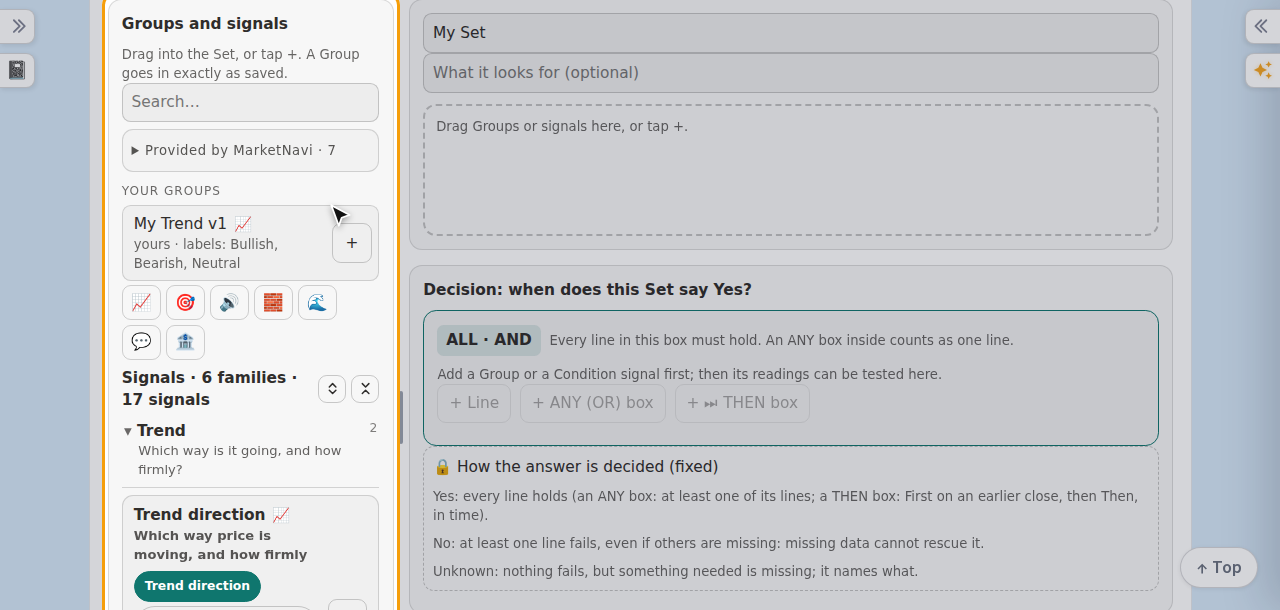 Groups and signals
Drag into the Set, or tap +. A Group
goes in exactly as saved.
Search...
▶ Provided by MarketNavi · 7
YOUR GROUPS
My Trend v1 📈
yours · labels: Bullish,
Bearish, Neutral
+
Signals · 6 families ·
17 signals
▼ Trend
2
Which way is it going, and how
firmly?
Trend direction 📈
Which way price is
moving, and how firmly
Trend direction
My Set
What it looks for (optional)
Drag Groups or signals here, or tap +.
Decision: when does this Set say Yes?
ALL · AND Every line in this box must hold. An ANY box inside counts as one line.
Add a Group or a Condition signal first; then its readings can be tested here.
+ Line
+ ANY (OR) box
+ ⏭ THEN box
🔒 How the answer is decided (fixed)
Yes: every line holds (an ANY box: at least one of its lines; a THEN box: First on an earlier close, then Then,
in time).
No: at least one line fails, even if others are missing: missing data cannot rescue it.
Unknown: nothing fails, but something needed is missing; it names what.
↑ Top